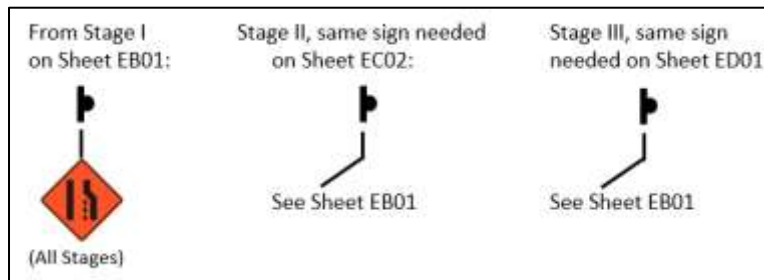 From Stage I
on Sheet EB01:
(All Stages)
Stage II, same sign needed
on Sheet EC02:
See Sheet EB01
Stage III, same sign
needed on Sheet ED01
See Sheet EB01